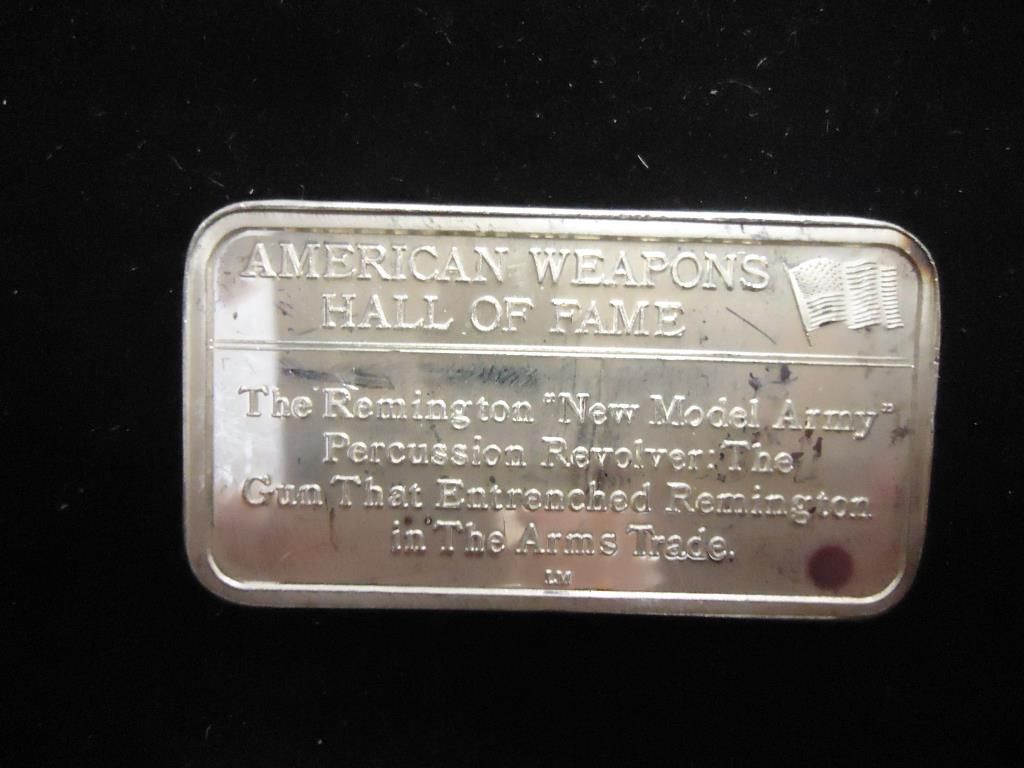 AMERICAN WEAPONS
HALL OF FAME
The Remington "New Model Army"
Percussion Revolver: The
Gun That Entrenched Remington
in The Arms Trade.
LM